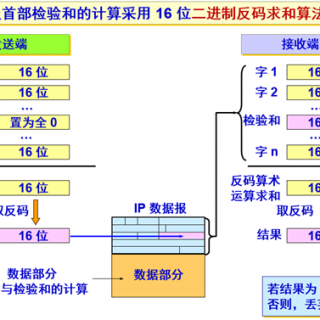 首部检验和的计算采用 16 位二进制反码求和算法
送端
接收端
16 位
16 位
…
置为全 0
…
16 位
16 位
取反码
16 位
数据部分
与检验和的计算
IP 数据报
数据部分
字 1
16
字 2
16
…
检验和
16
…
字 n
16
反码算术
运算求和
16
取反码
结果
16
若结果为
否则，丢